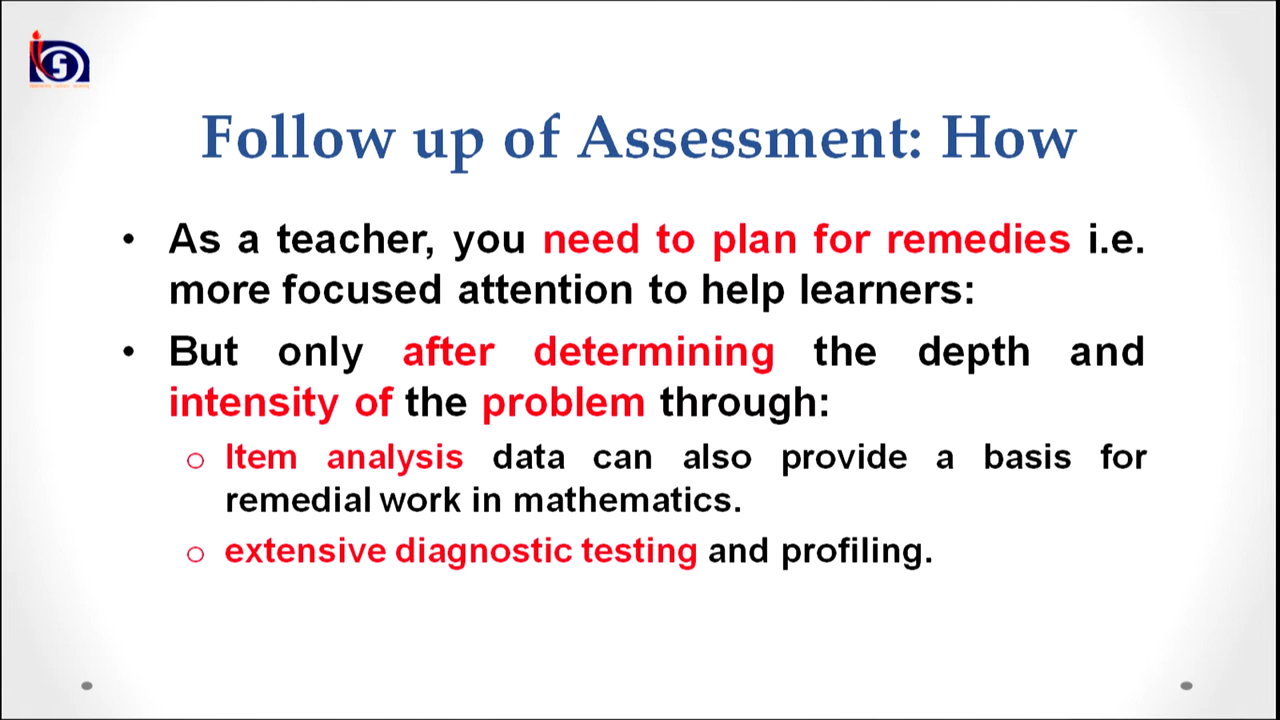 Follow up of Assessment: How
• As a teacher, you need to plan for remedies i.e.
more focused attention to help learners:
• But only after determining the depth and
intensity of the problem through:
o Item analysis data can also provide a basis for
remedial work in mathematics.
o extensive diagnostic testing and profiling.